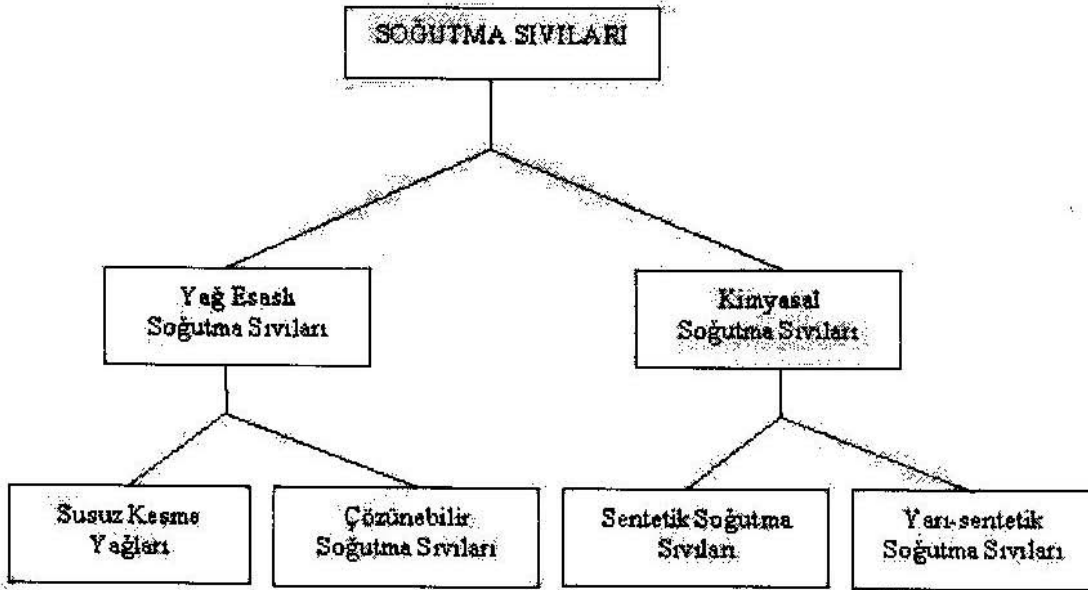 SOĞUTMA SIVILARI
Yağ Esaslı
Soğutma Sıvıları
Kimyasal
Soğutma Sıvıları
Susuz Kesme
Yağları
Çözünebilir
Soğutma Sıvıları
Sentetik Soğutma
Sıvıları
Yarı-sentetik
Soğutma Sıvıları